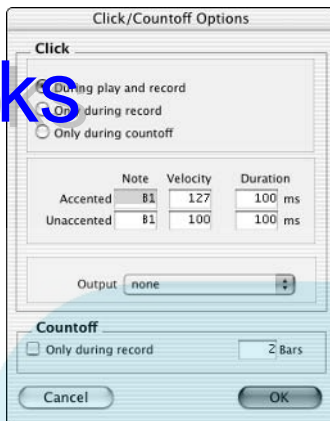 Click/Countoff Options
Click
ks
During play and record
Only during record
Only during countoff
Note Velocity Duration
Accented B1 127 100 ms
Unaccented B1 100 100 ms
Output none
Countoff
Only during record 2 Bars
Cancel OK